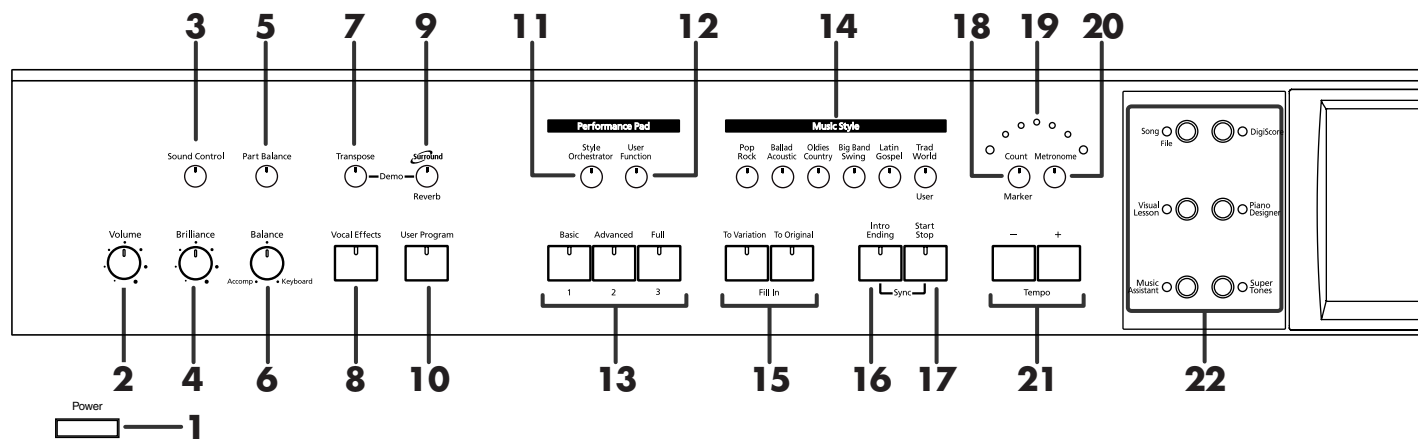 3 5 7 9 11 12 14 18 19 20
Performance Pad
Music Style
Sound Control
Part Balance
Transpose
Demo
Surround
Reverb
Style
Orchestrator
User
Function
Pop
Rock
Ballad
Acoustic
Oldies
Country
Big Band
Swing
Latin
Gospel
Trad
World
User
Count
Marker
Metronome
Song
File
DigiScore
Visual
Lesson
Piano
Designer
Music
Assistant
Super
Tones
Volume
Brilliance
Balance
Accomp
Keyboard
Vocal Effects
User Program
Basic
1
Advanced
2
Full
3
To Variation
To Original
Fill In
Intro
Ending
Start
Stop
Sync
− +
Tempo
2 4 6 8 10 13 15 16 17 21 22
Power
1